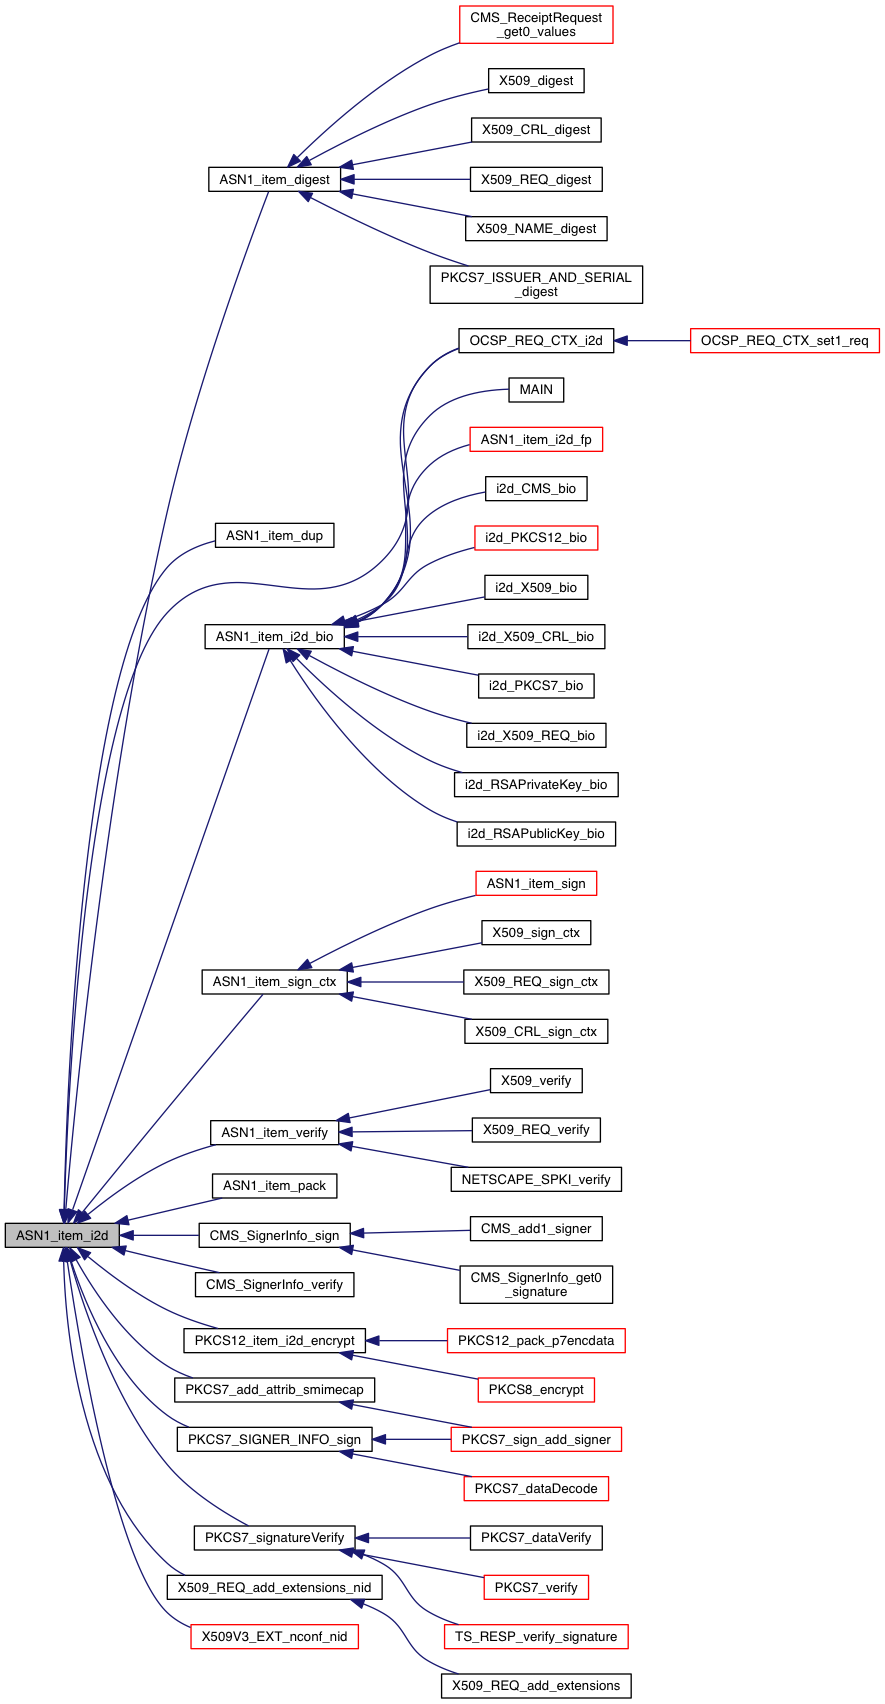 CMS_ReceiptRequest
_get0_values
X509_digest
X509_CRL_digest
ASN1_item_digest
X509_REQ_digest
X509_NAME_digest
PKCS7_ISSUER_AND_SERIAL
_digest
OCSP_REQ_CTX_i2d
OCSP_REQ_CTX_set1_req
MAIN
ASN1_item_i2d_fp
i2d_CMS_bio
ASN1_item_dup
i2d_PKCS12_bio
i2d_X509_bio
ASN1_item_i2d_bio
i2d_X509_CRL_bio
i2d_PKCS7_bio
i2d_X509_REQ_bio
i2d_RSAPrivateKey_bio
i2d_RSAPublicKey_bio
ASN1_item_sign
X509_sign_ctx
ASN1_item_sign_ctx
X509_REQ_sign_ctx
X509_CRL_sign_ctx
X509_verify
ASN1_item_verify
X509_REQ_verify
NETSCAPE_SPKI_verify
ASN1_item_pack
ASN1_item_i2d
CMS_SignerInfo_sign
CMS_add1_signer
CMS_SignerInfo_verify
CMS_SignerInfo_get0
_signature
PKCS12_item_i2d_encrypt
PKCS12_pack_p7encdata
PKCS7_add_attrib_smimecap
PKCS8_encrypt
PKCS7_SIGNER_INFO_sign
PKCS7_sign_add_signer
PKCS7_dataDecode
PKCS7_signatureVerify
PKCS7_dataVerify
X509_REQ_add_extensions_nid
PKCS7_verify
X509V3_EXT_nconf_nid
TS_RESP_verify_signature
X509_REQ_add_extensions